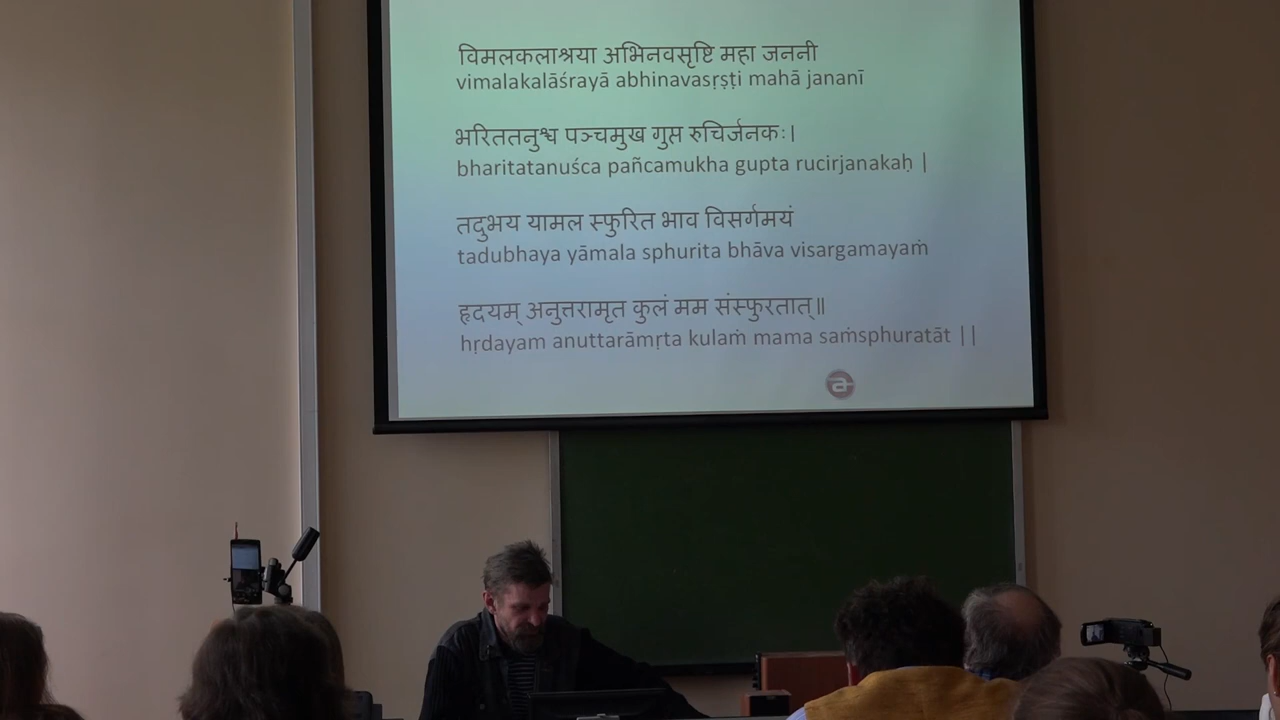 विमलकलाश्रया अभिनवसृष्टि महा जननी
vimalakalāśrayā abhinavasṛṣṭi mahā jananī
भरिततनुश्च पञ्चमुख गुप्त रुचिर्जनकः।
bharitatanuśca pañcamukha gupta rucirjanakaḥ |
तदुभय यामल स्फुरित भाव विसर्गमयं
tadubhaya yāmala sphurita bhāva visargamayaṁ
हृदयम् अनुत्तरामृत कुलं मम संस्फुरतात्॥
hṛdayam anuttarāmṛta kulaṁ mama saṁsphuratāt ||
a